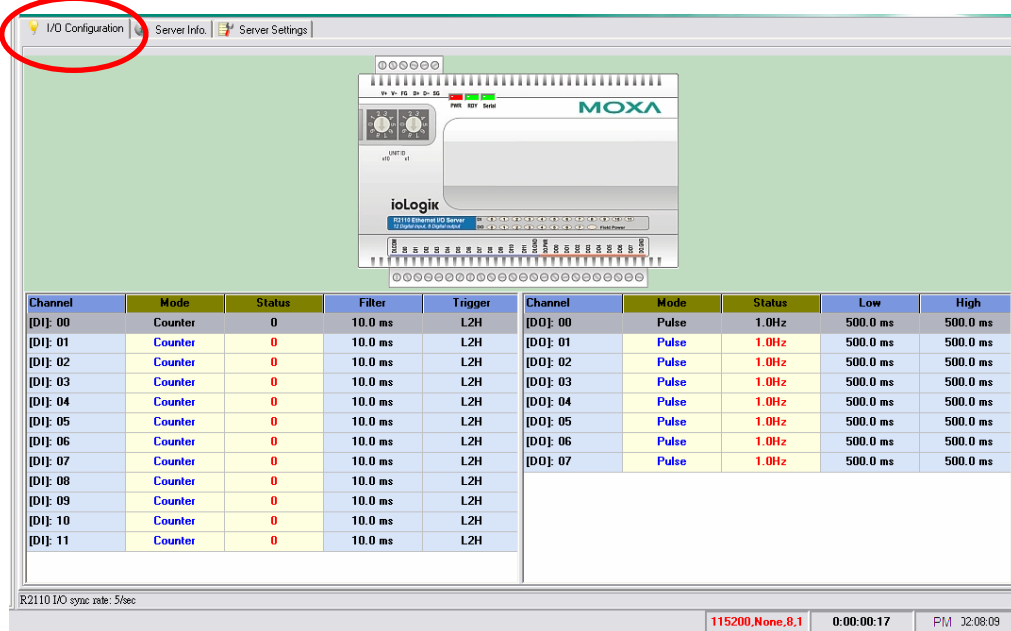 I/O Configuration Server Info. Server Settings
V+ V- FG D+ D- SG
PWR RDY Serial
MOXA
UNIT ID
x10 x1
ioLogik
R2110 Ethernet I/O Server
12 Digital input, 8 Digital output
Field Power
Channel Mode Status Filter Trigger Channel Mode Status Low High
[DI]: 00 Counter 0 10.0 ms L2H [DO]: 00 Pulse 1.0Hz 500.0 ms 500.0 ms
[DI]: 01 Counter 0 10.0 ms L2H [DO]: 01 Pulse 1.0Hz 500.0 ms 500.0 ms
[DI]: 02 Counter 0 10.0 ms L2H [DO]: 02 Pulse 1.0Hz 500.0 ms 500.0 ms
[DI]: 03 Counter 0 10.0 ms L2H [DO]: 03 Pulse 1.0Hz 500.0 ms 500.0 ms
[DI]: 04 Counter 0 10.0 ms L2H [DO]: 04 Pulse 1.0Hz 500.0 ms 500.0 ms
[DI]: 05 Counter 0 10.0 ms L2H [DO]: 05 Pulse 1.0Hz 500.0 ms 500.0 ms
[DI]: 06 Counter 0 10.0 ms L2H [DO]: 06 Pulse 1.0Hz 500.0 ms 500.0 ms
[DI]: 07 Counter 0 10.0 ms L2H [DO]: 07 Pulse 1.0Hz 500.0 ms 500.0 ms
[DI]: 08 Counter 0 10.0 ms L2H
[DI]: 09 Counter 0 10.0 ms L2H
[DI]: 10 Counter 0 10.0 ms L2H
[DI]: 11 Counter 0 10.0 ms L2H
R2110 I/O sync rate: 5/sec
115200,None,8,1 0:00:00:17 PM 02:08:09